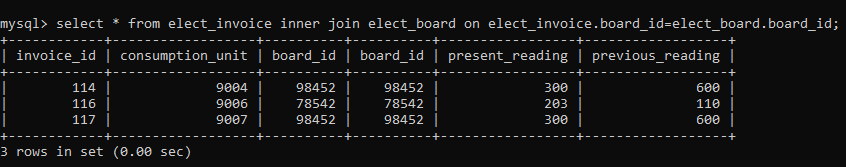 mysql> select * from elect_invoice inner join elect_board on elect_invoice.board_id=elect_board.board_id;
+------------+------------------+----------+----------+-----------------+------------------+
| invoice_id | consumption_unit | board_id | board_id | present_reading | previous_reading |
+------------+------------------+----------+----------+-----------------+------------------+
|        114 |             9004 |    98452 |    98452 |             300 |              600 |
|        116 |             9006 |    78542 |    78542 |             203 |              110 |
|        117 |             9007 |    98452 |    98452 |             300 |              600 |
+------------+------------------+----------+----------+-----------------+------------------+
3 rows in set (0.00 sec)